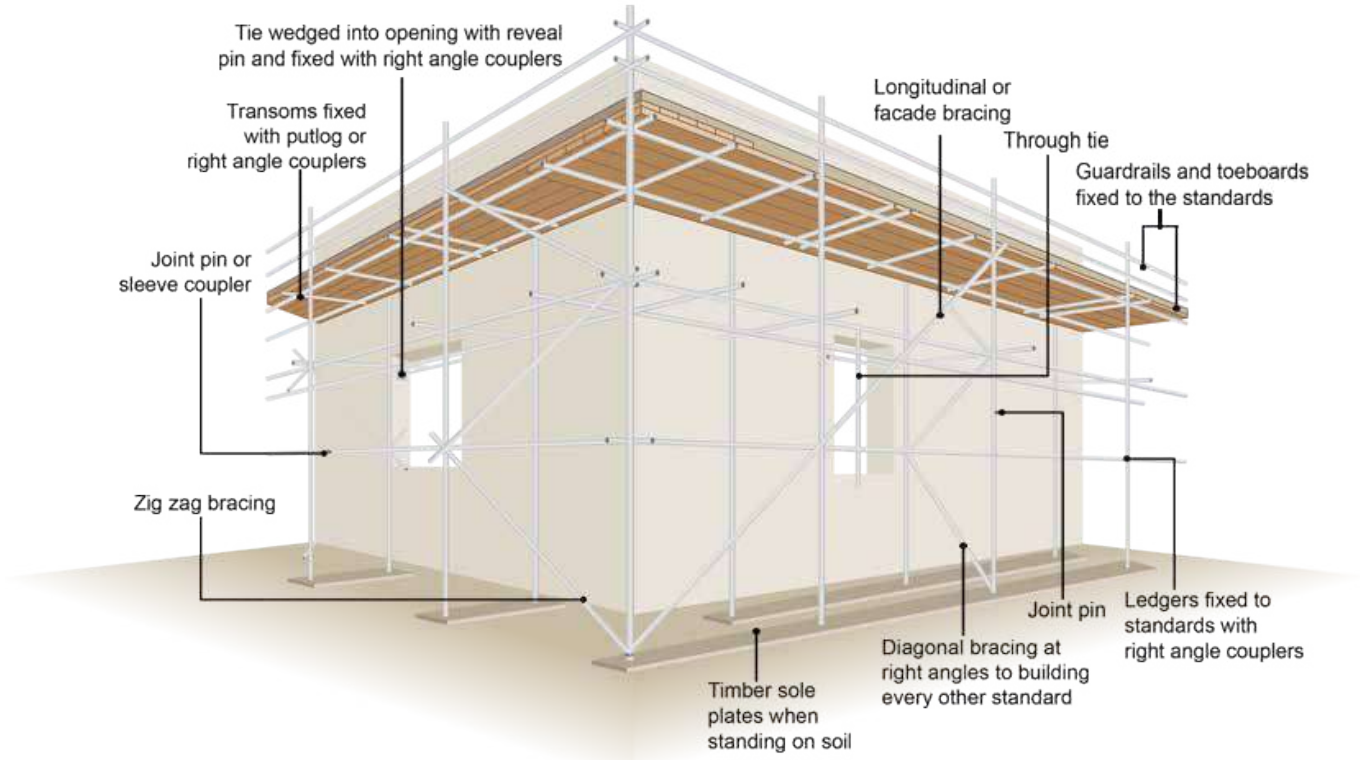 Tie wedged into opening with reveal
pin and fixed with right angle couplers
Transoms fixed
with putlog or
right angle couplers
Longitudinal or
facade bracing
Through tie
Guardrails and toeboards
fixed to the standards
Joint pin or
sleeve coupler
Zig zag bracing
Joint pin
Ledgers fixed to
standards with
right angle couplers
Diagonal bracing at
right angles to building
every other standard
Timber sole
plates when
standing on soil